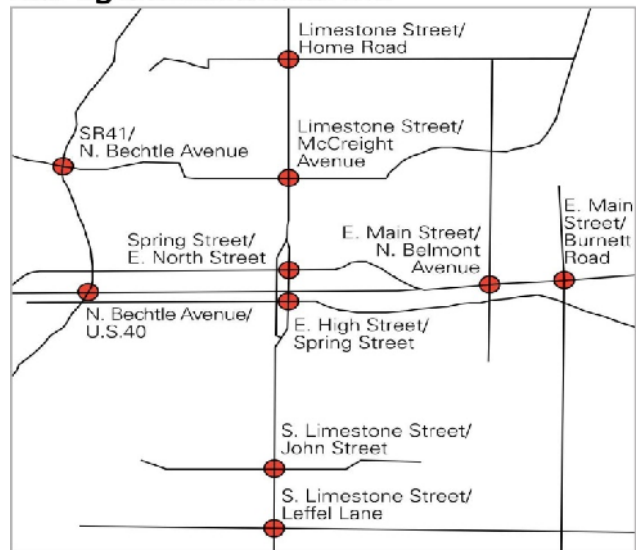 Limestone Street/
Home Road
SR41/
N. Bechtle Avenue
Limestone Street/
McCreight
Avenue
Spring Street/
E. North Street
E. Main Street/
N. Belmont
Avenue
E. Main
Street/
Burnett
Road
N. Bechtle Avenue/
U.S.40
E. High Street/
Spring Street
S. Limestone Street/
John Street
S. Limestone Street/
Leffel Lane